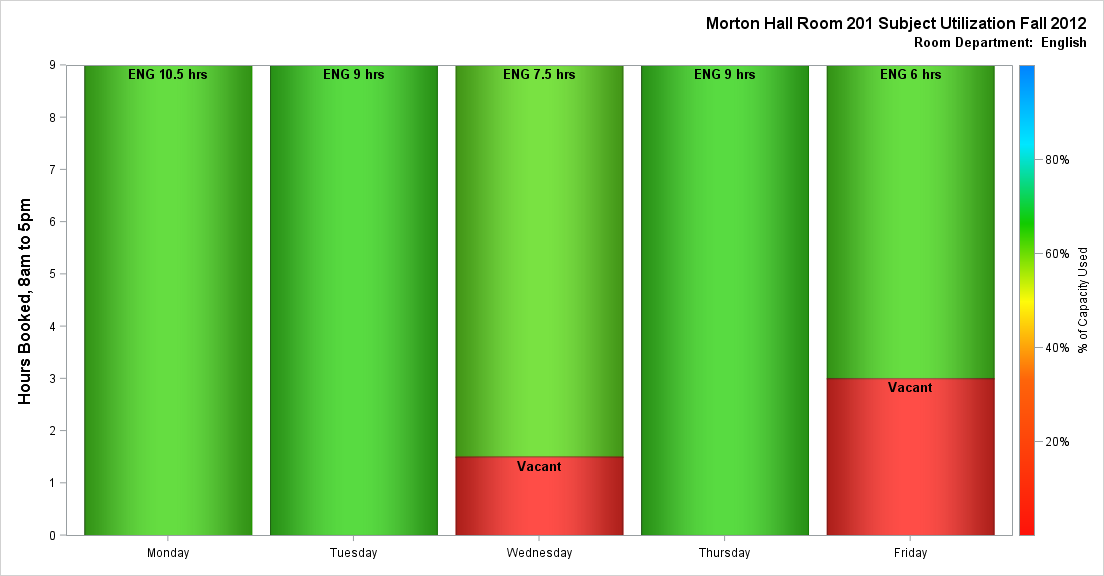 Morton Hall Room 201 Subject Utilization Fall 2012
Room Department: English
Hours Booked, 8am to 5pm
9
8
7
6
5
4
3
2
1
0
ENG 10.5 hrs
ENG 9 hrs
ENG 7.5 hrs
ENG 9 hrs
ENG 6 hrs
Vacant
Vacant
Monday
Tuesday
Wednesday
Thursday
Friday
80%
60%
40%
20%
% of Capacity Used